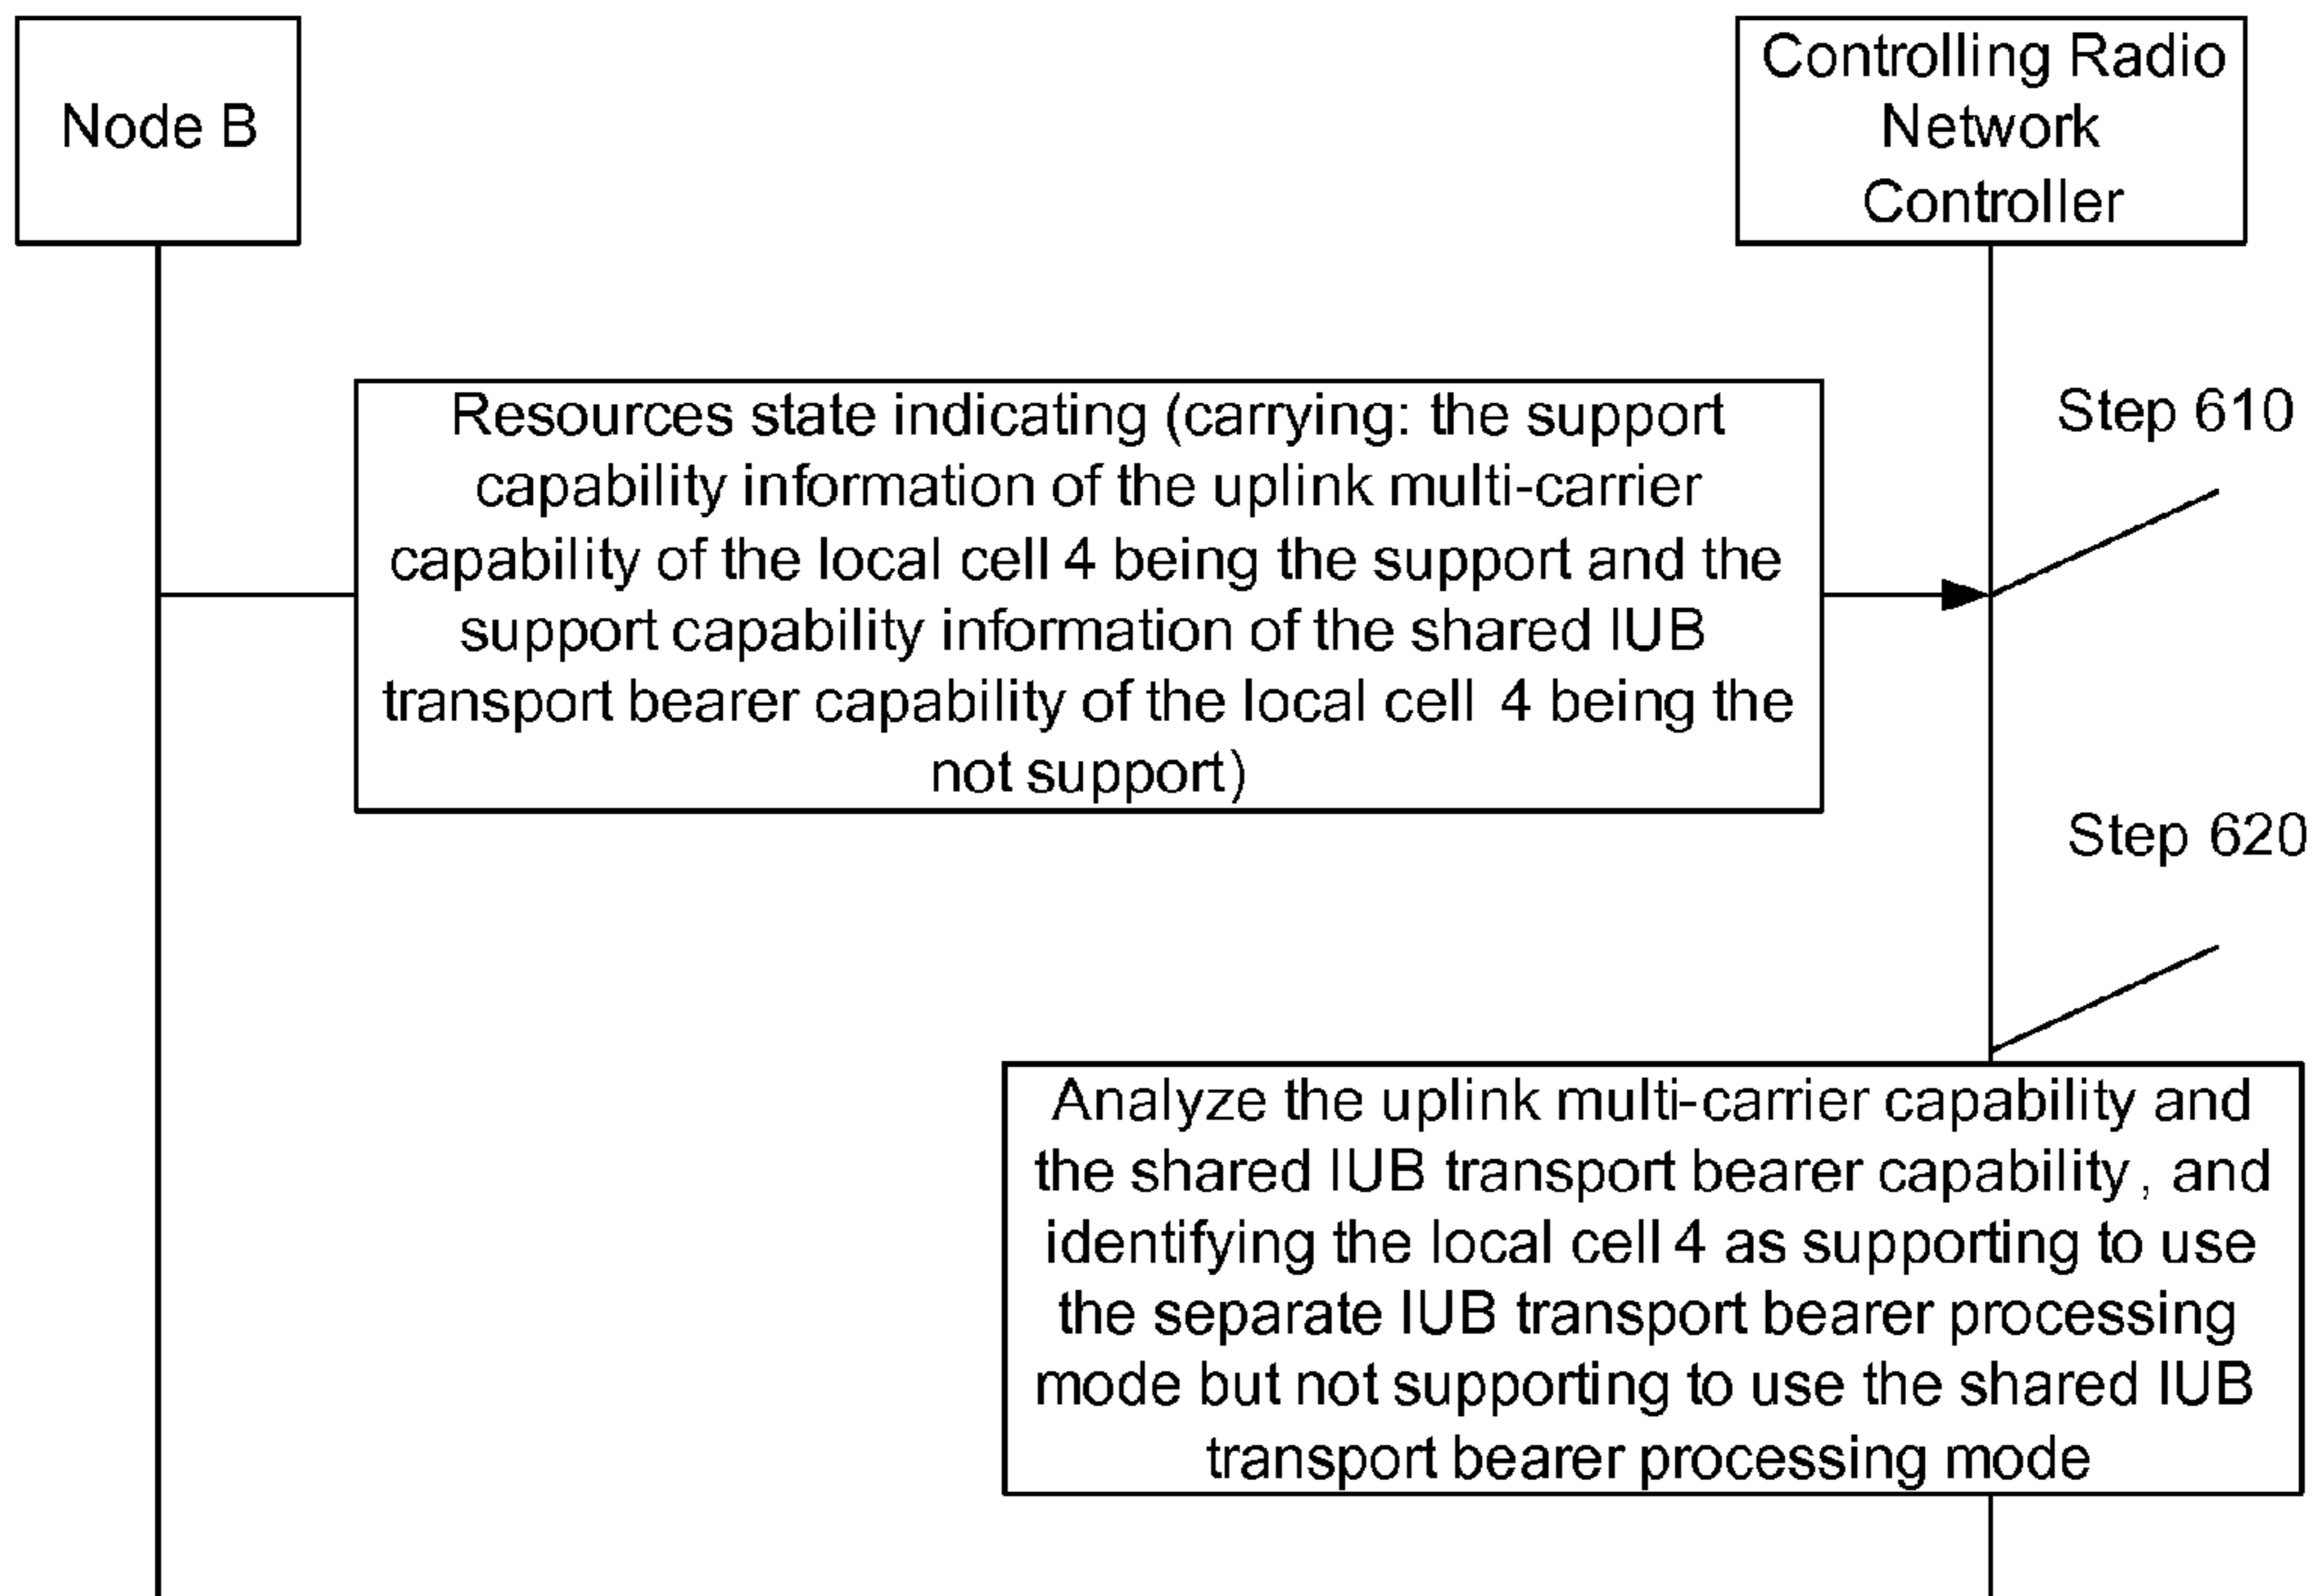 Node B
Controlling Radio
Network
Controller
Resources state indicating (carrying: the support
capability information of the uplink multi-carrier
capability of the local cell 4 being the support and the
support capability information of the shared IUB
transport bearer capability of the local cell 4 being the
not support)
Step 610
Step 620
Analyze the uplink multi-carrier capability and
the shared IUB transport bearer capability, and
identifying the local cell 4 as supporting to use
the separate IUB transport bearer processing
mode but not supporting to use the shared IUB
transport bearer processing mode